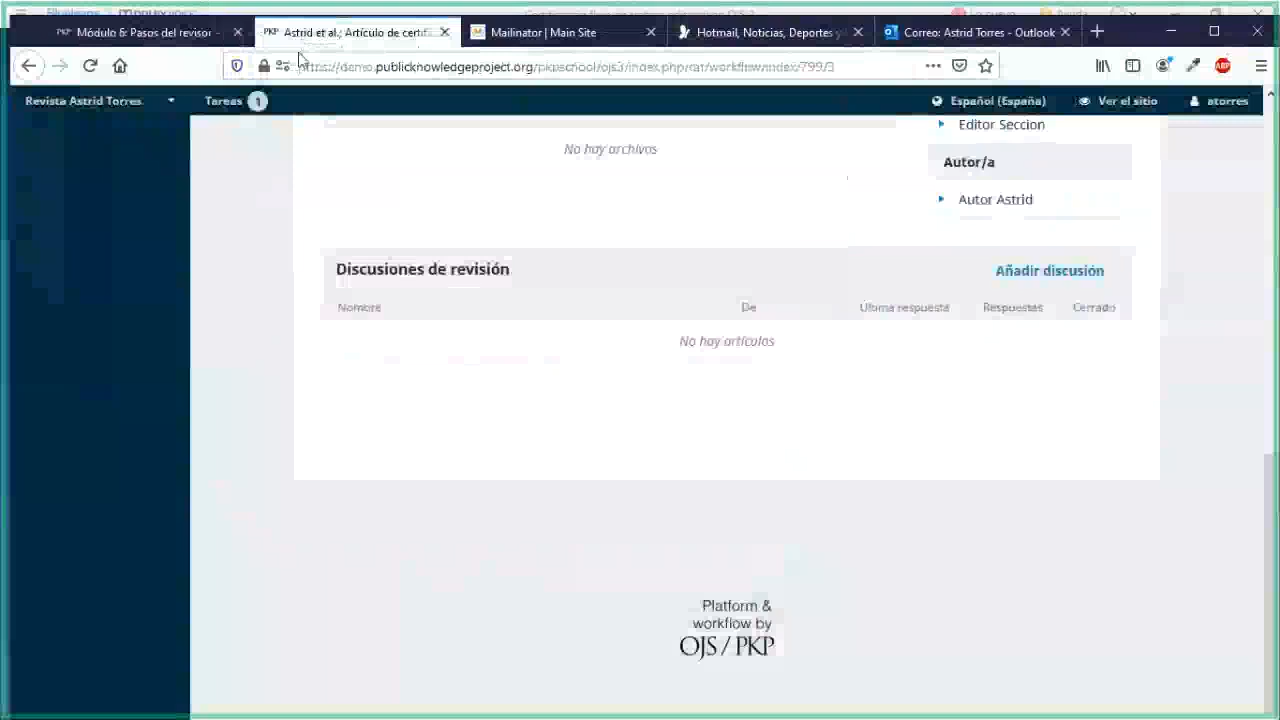 Módulo 6: Pasos del revisor
Astrid et al.; Artículo de certifi
Mailinator | Main Site
Hotmail, Noticias, Deportes y
Correo: Astrid Torres - Outlook
https://demo.publicknowledgeproject.org/pkpschool/ojs3/index.php/cat/workflow/index/799/3
Revista Astrid Torres
Tareas 1
Español (España)
Ver el sitio
atorres
Editor Seccion
No hay archivos
Autor/a
Autor Astrid
Discusiones de revisión
Añadir discusión
Nombre
De
Última respuesta
Respuestas
Cerrado
No hay artículos
Platform &
workflow by
OJS / PKP